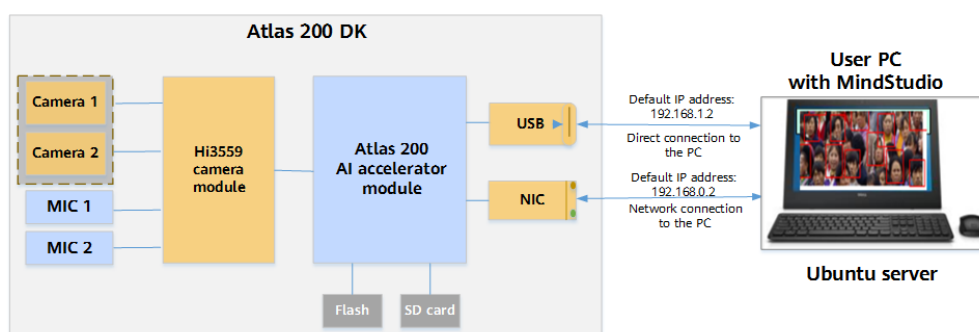 Atlas 200 DK
Camera 1
Camera 2
MIC 1
MIC 2
Hi3559
camera
module
Atlas 200
AI accelerator
module
Flash
SD card
USB
NIC
Default IP address:
192.168.1.2
Direct connection to
the PC
Default IP address:
192.168.0.2
Network connection
to the PC
User PC
with MindStudio
Ubuntu server